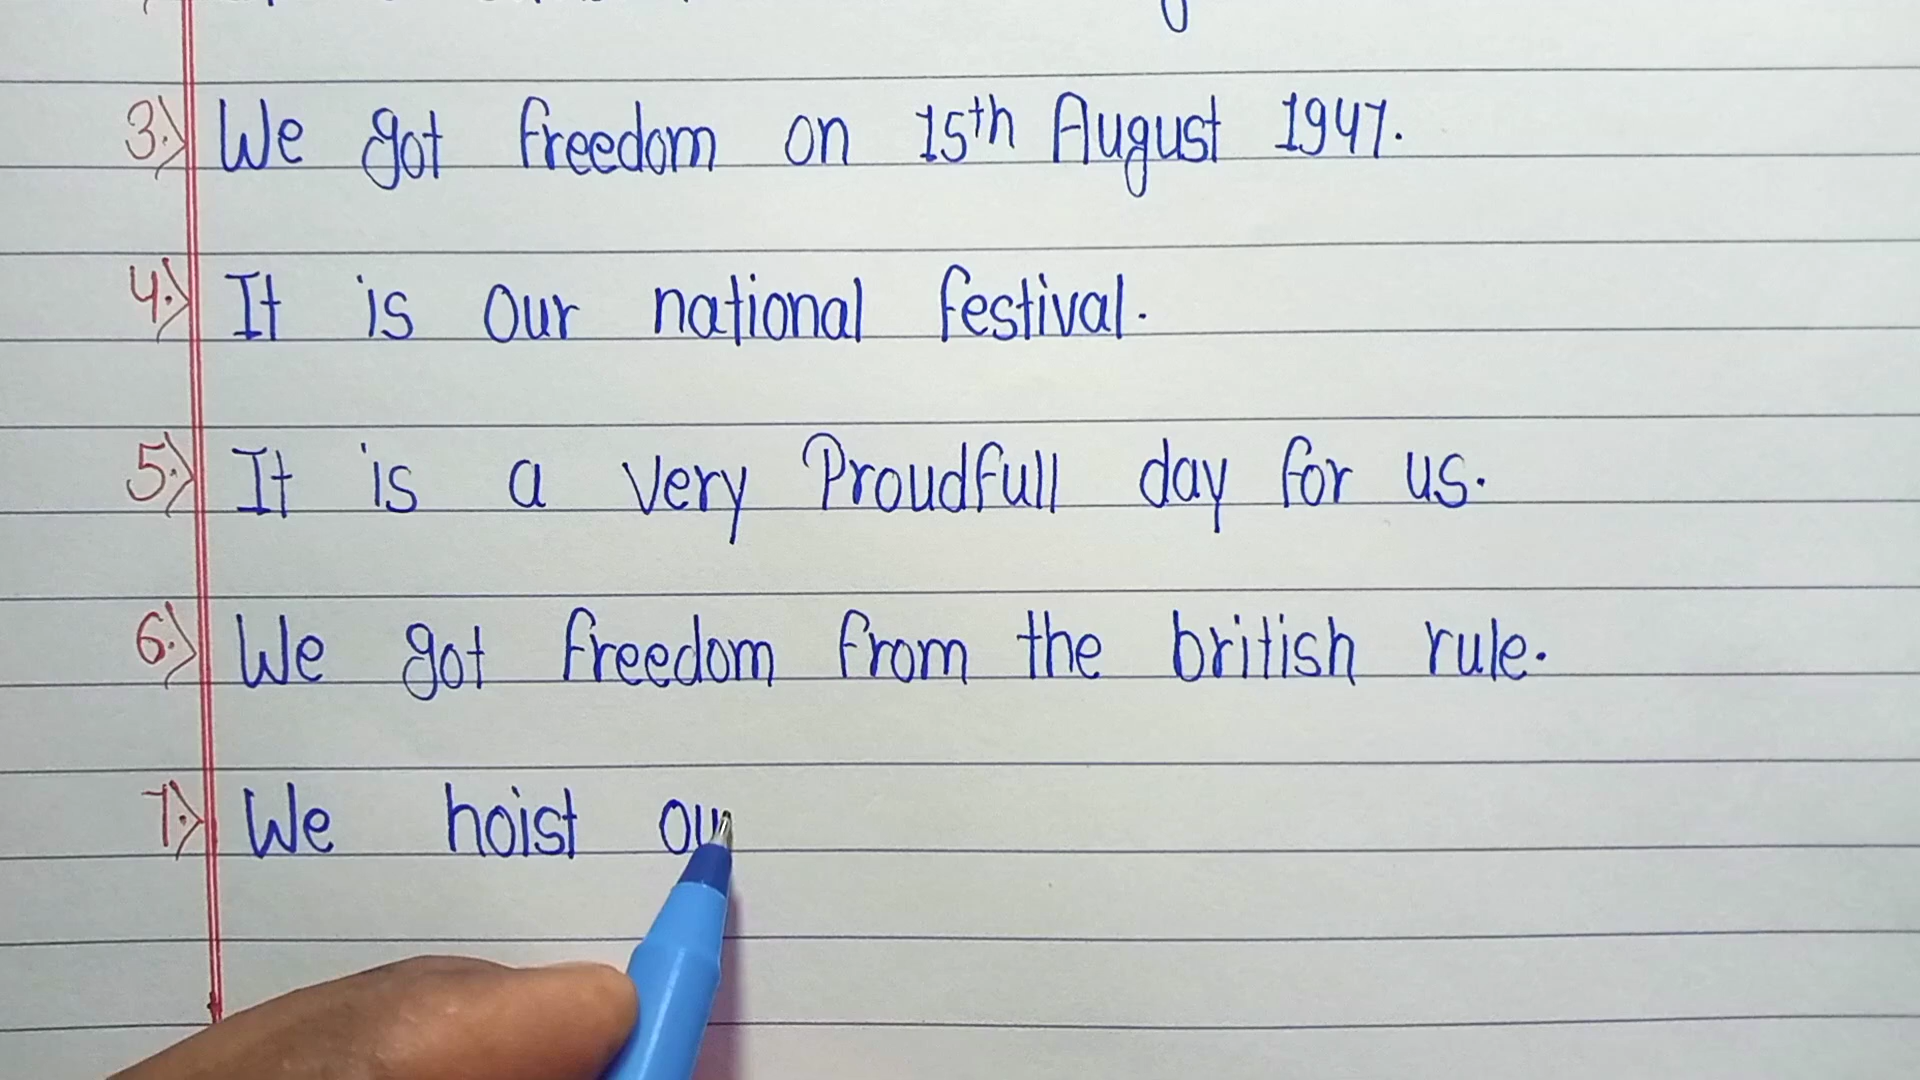 3.) We got freedom on 15th August 1947.
4.) It is our national festival.
5.) It is a very Proudfull day for us.
6.) We got freedom from the british rule.
7.) We hoist ou